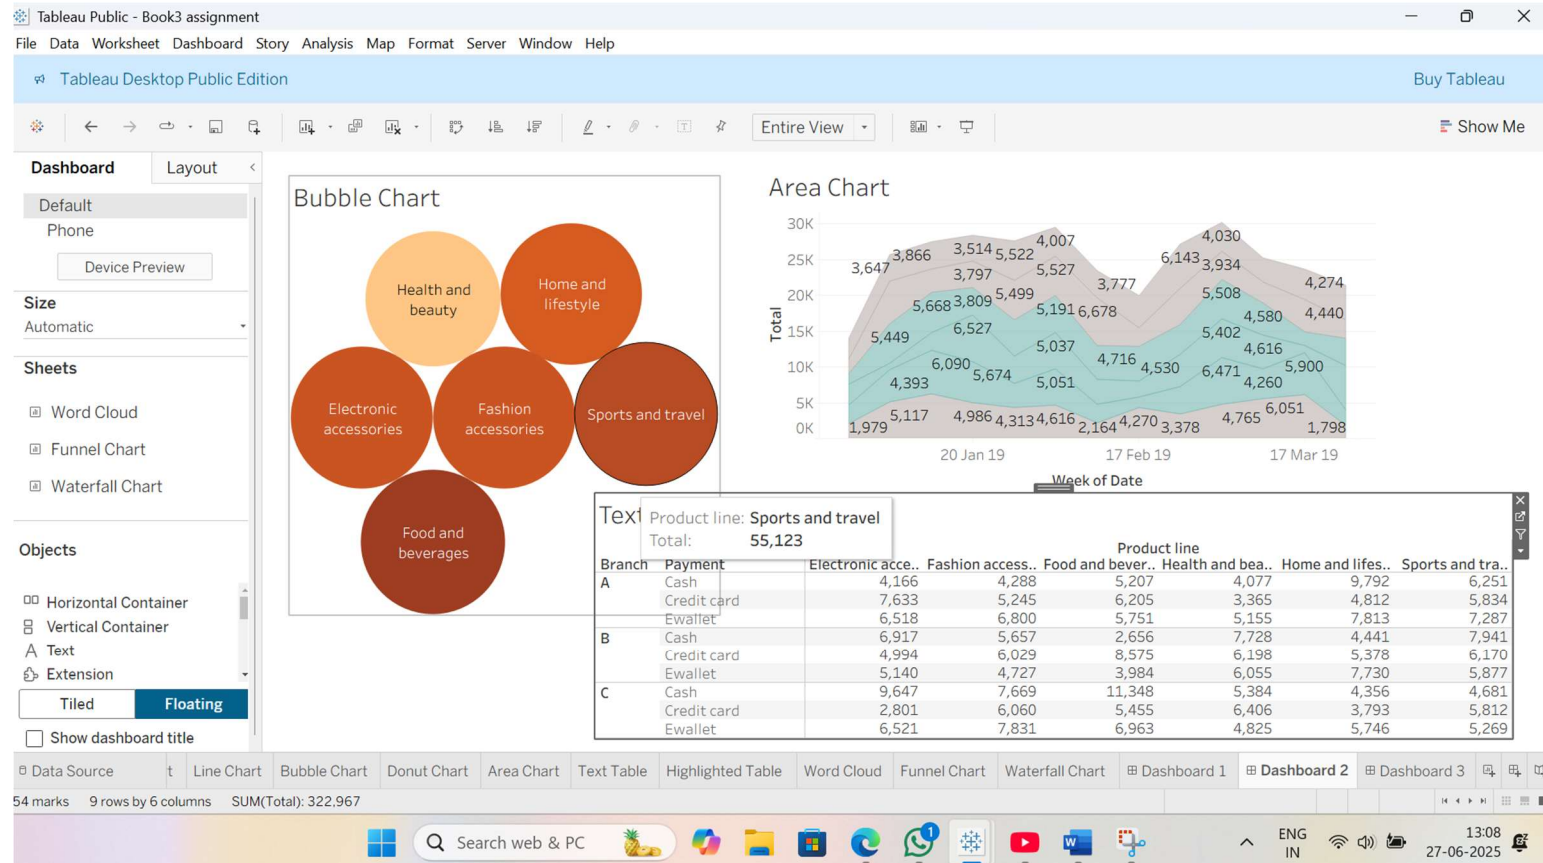 Tableau Public - Book3 assignment
File Data Worksheet Dashboard Story Analysis Map Format Server Window Help
Tableau Desktop Public Edition
Buy Tableau
Entire View
Show Me
Dashboard Layout
Default
Phone
Device Preview
Size
Automatic
Sheets
Word Cloud
Funnel Chart
Waterfall Chart
Objects
Horizontal Container
Vertical Container
A Text
Extension
Tiled Floating
Show dashboard title
Bubble Chart
Health and
beauty
Home and
lifestyle
Electronic
accessories
Fashion
accessories
Sports and travel
Food and
beverages
Area Chart
Total
30K
25K
20K
15K
10K
5K
0K
3,647 3,866 3,514 5,522 4,007 3,777 6,143 4,030 3,934 4,274
3,797 5,527 5,508 4,440
5,449 5,668 3,809 5,499 5,191 6,678 5,402 4,580
6,527 5,037 4,716 4,530 6,471 4,616 5,900
4,393 6,090 5,674 5,051 4,260
1,979 5,117 4,986 4,313 4,616 2,164 4,270 3,378 4,765 6,051 1,798
20 Jan 19 17 Feb 19 17 Mar 19
Week of Date
Text
Product line: Sports and travel
Total: 55,123
Product line
Branch Payment Electronic acce.. Fashion access.. Food and bever.. Health and bea.. Home and lifes.. Sports and tra..
A Cash 4,166 4,288 5,207 4,077 9,792 6,251
Credit card 7,633 5,245 6,205 3,365 4,812 5,834
Ewallet 6,518 6,800 5,751 5,155 7,813 7,287
B Cash 6,917 5,657 2,656 7,728 4,441 7,941
Credit card 4,994 6,029 8,575 6,198 5,378 6,170
Ewallet 5,140 4,727 3,984 6,055 7,730 5,877
C Cash 9,647 7,669 11,348 5,384 4,356 4,681
Credit card 2,801 6,060 5,455 6,406 3,793 5,812
Ewallet 6,521 7,831 6,963 4,825 5,746 5,269
Data Source t Line Chart Bubble Chart Donut Chart Area Chart Text Table Highlighted Table Word Cloud Funnel Chart Waterfall Chart Dashboard 1 Dashboard 2 Dashboard 3
54 marks 9 rows by 6 columns SUM(Total): 322,967
Search web & PC
1
ENG
IN
13:08
27-06-2025